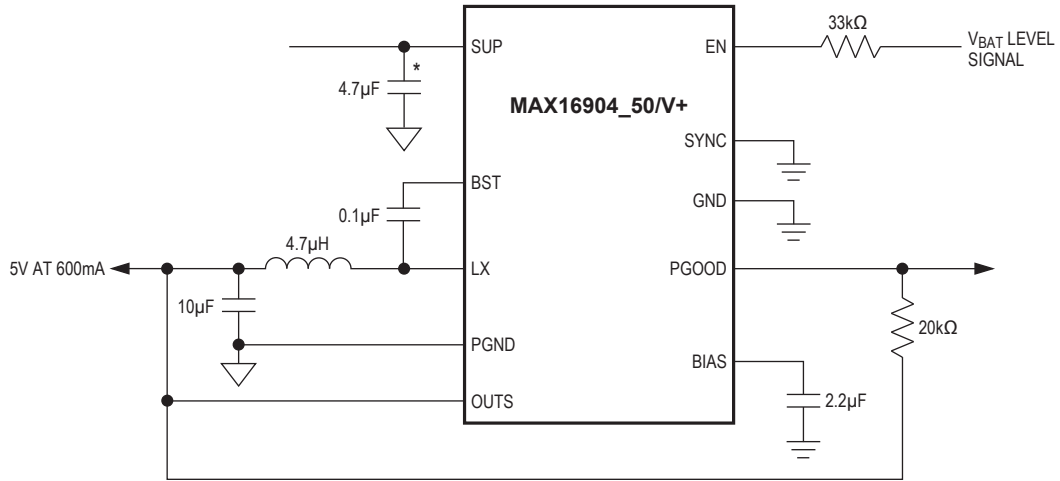 33kΩ
VBAT LEVEL
SIGNAL
SUP
EN
*
4.7µF
MAX16904_50/V+
SYNC
BST
GND
0.1µF
4.7µH
5V AT 600mA
LX
PGOOD
10µF
20kΩ
PGND
BIAS
OUTS
2.2µF